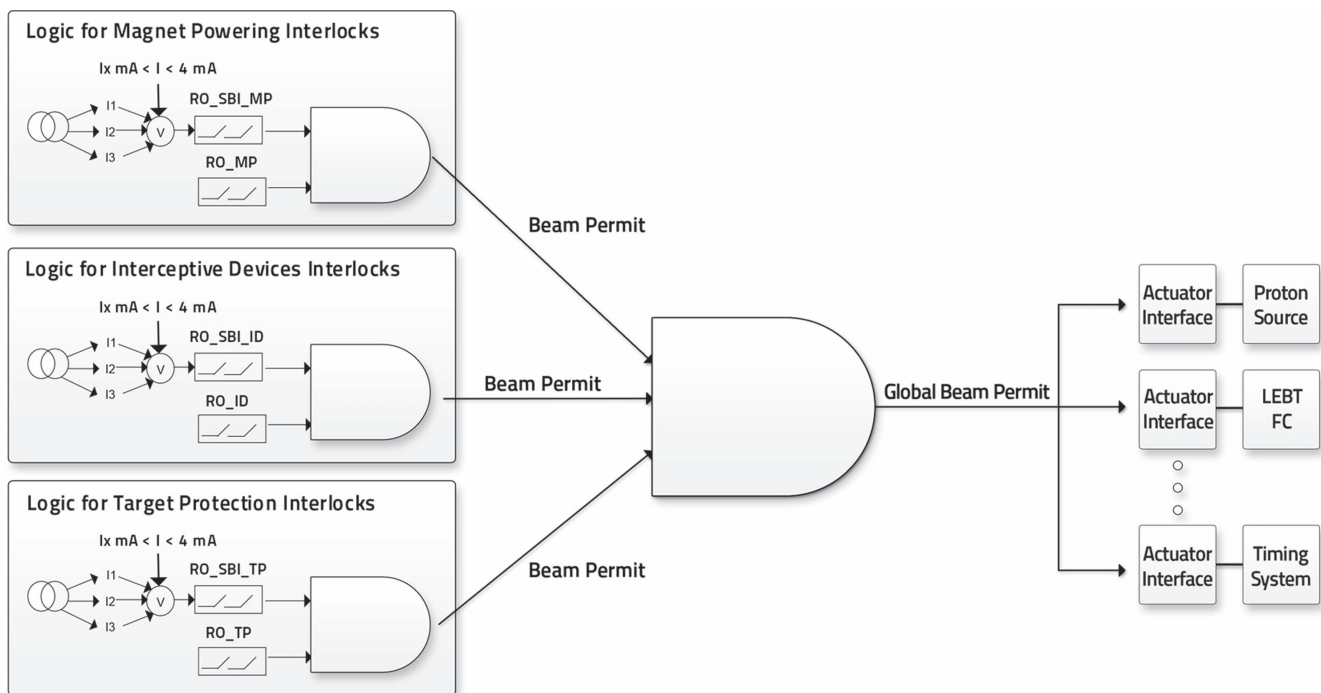 Logic for Magnet Powering Interlocks
Ix mA < I < 4 mA
I1
I2
I3
V
RO_SBI_MP
RO_MP
Beam Permit
Logic for Interceptive Devices Interlocks
Ix mA < I < 4 mA
I1
I2
I3
V
RO_SBI_ID
RO_ID
Beam Permit
Logic for Target Protection Interlocks
Ix mA < I < 4 mA
I1
I2
I3
V
RO_SBI_TP
RO_TP
Beam Permit
Global Beam Permit
Actuator
Interface
Proton
Source
Actuator
Interface
LEBT
FC
Actuator
Interface
Timing
System